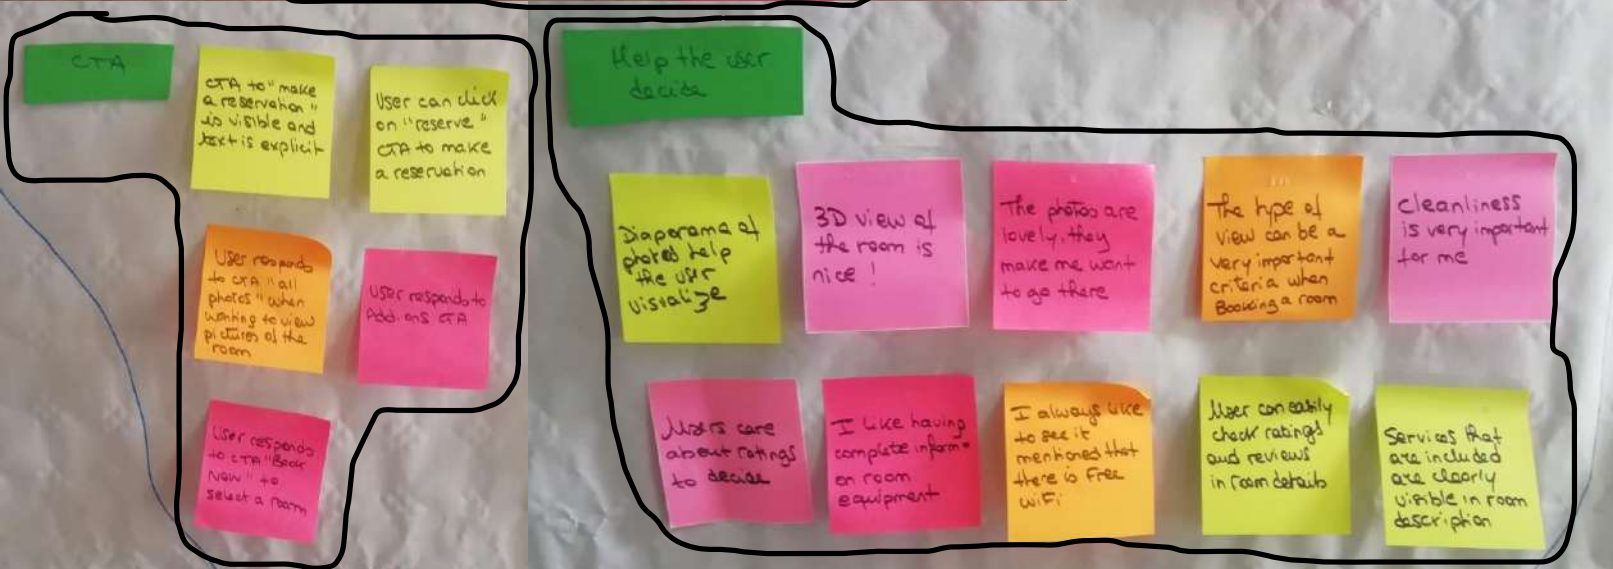 CTA
CTA to "make
a reservation"
is visible and
text is explicit
User can click
on "reserve"
CTA to make
a reservation
User responds
to CTA "all
photos" when
wanting to view
pictures of the
room
User responds to
Add.ons CTA
User responds
to CTA "Book
Now" to
select a room
Help the user
decide
Diaporama of
photos help
the user
visualize
3D view of
the room is
nice !
The photos are
lovely, they
make me want
to go there
The type of
view can be a
very important
criteria when
Booking a room
cleanliness
is very important
for me
Users care
about ratings
to decide
I like having
complete inform°
on room
equipment
I always like
to see it
mentioned that
there is Free
WiFi
User can easily
check ratings
and reviews
in room details
Services that
are included
are clearly
visible in room
description